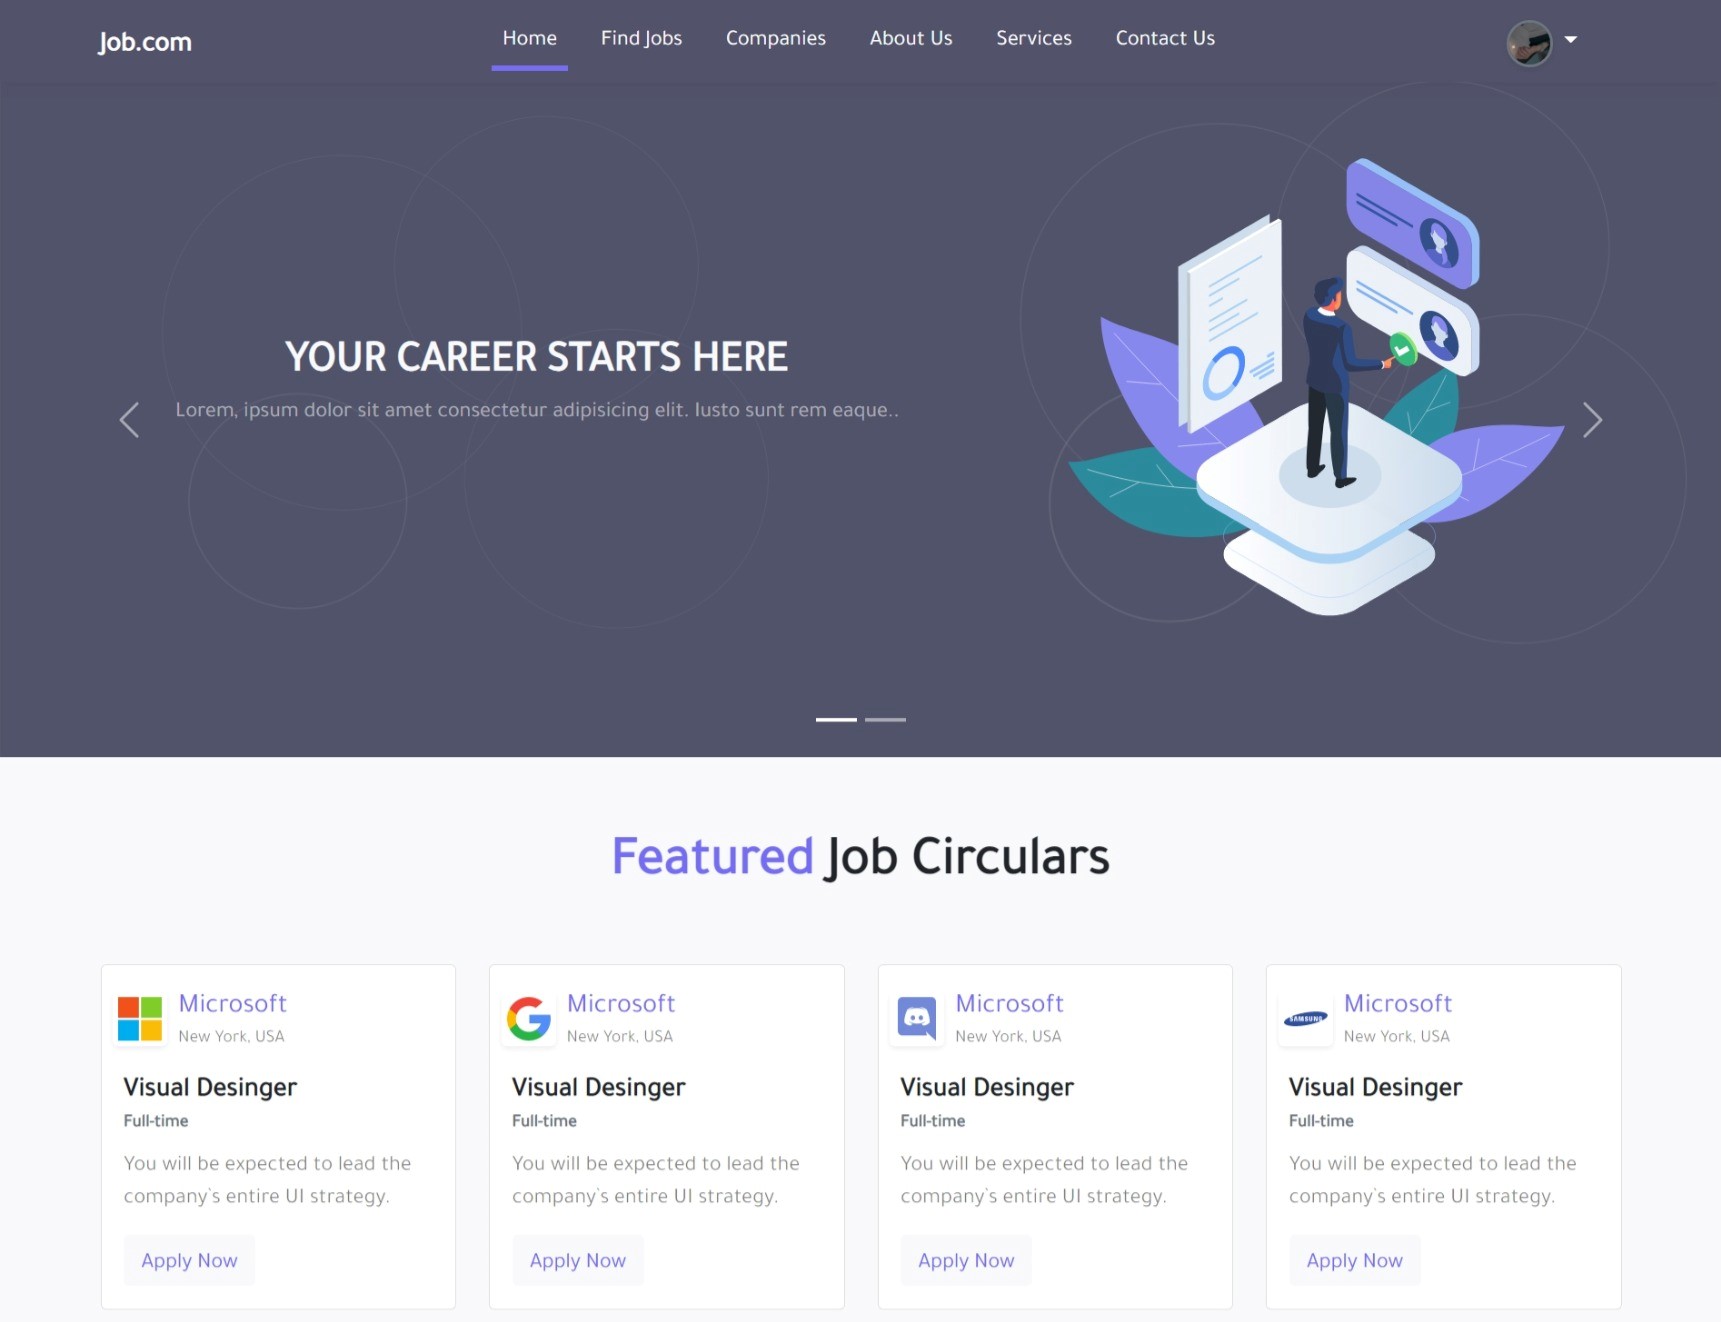 Job.com
Home
Find Jobs
Companies
About Us
Services
Contact Us
YOUR CAREER STARTS HERE
Lorem, ipsum dolor sit amet consectetur adipisicing elit. Iusto sunt rem eaque..
Featured Job Circulars
Microsoft
New York, USA
Visual Desinger
Full-time
You will be expected to lead the
company`s entire UI strategy.
Apply Now
Microsoft
New York, USA
Visual Desinger
Full-time
You will be expected to lead the
company`s entire UI strategy.
Apply Now
Microsoft
New York, USA
Visual Desinger
Full-time
You will be expected to lead the
company`s entire UI strategy.
Apply Now
SAMSUNG
Microsoft
New York, USA
Visual Desinger
Full-time
You will be expected to lead the
company`s entire UI strategy.
Apply Now